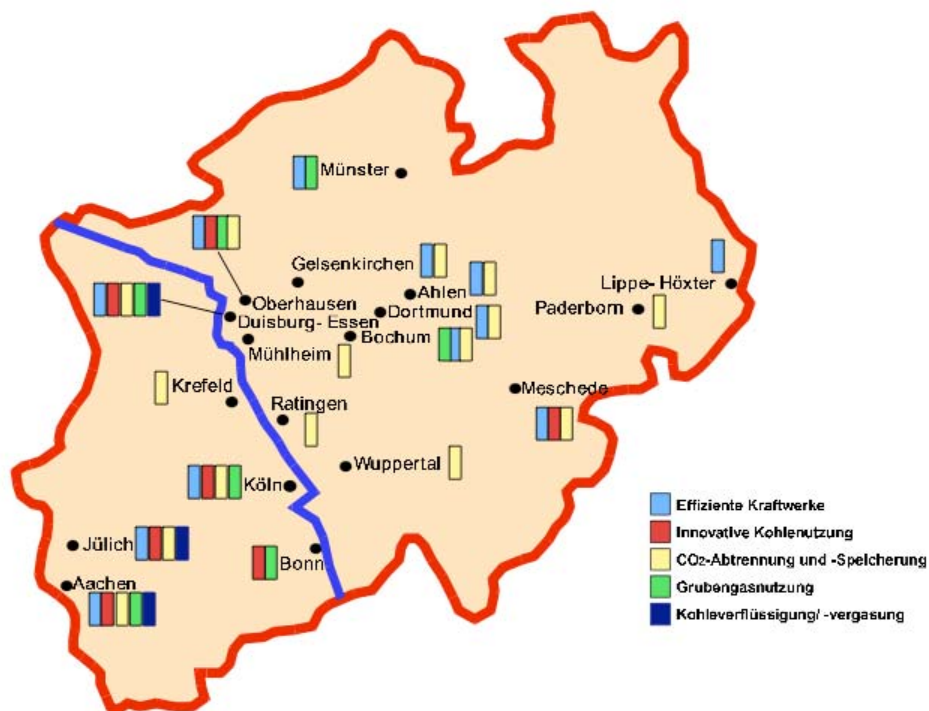 Münster
Gelsenkirchen
Lippe- Höxter
Ahlen
Oberhausen
Dortmund
Paderborn
Duisburg- Essen
Bochum
Mühlheim
Krefeld
Meschede
Ratingen
Wuppertal
Köln
Jülich
Bonn
Aachen
Effiziente Kraftwerke
Innovative Kohlenutzung
CO2-Abtrennung und -Speicherung
Grubengasnutzung
Kohleverflüssigung/ -vergasung